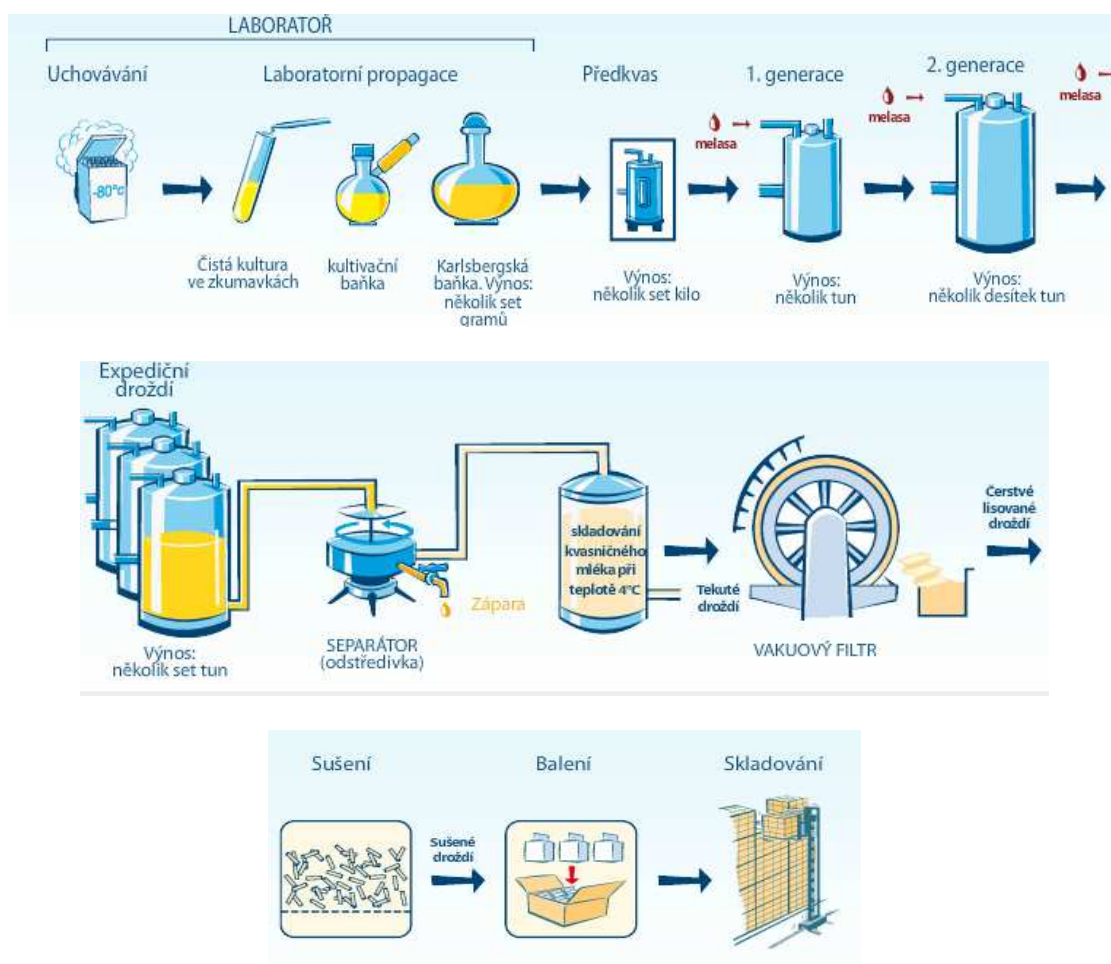 LABORATOŘ
Uchovávání
Laboratorní propagace
Předkvas
1. generace
2. generace
melasa
melasa
melasa
-80°C
Čistá kultura
ve zkumavkách
kultivační
baňka
Karlsbergská
baňka. Výnos:
několik set
gramů
Výnos:
několik set kilo
Výnos:
několik tun
Výnos:
několik desítek tun
Expediční
droždí
Výnos:
několik set tun
SEPARÁTOR
(odstředivka)
Zápara
skladování
kvasničného
mléka při
teplotě 4°C
Tekuté
droždí
VAKUOVÝ FILTR
Čerstvé
lisované
droždí
Sušení
Balení
Skladování
Sušené
droždí